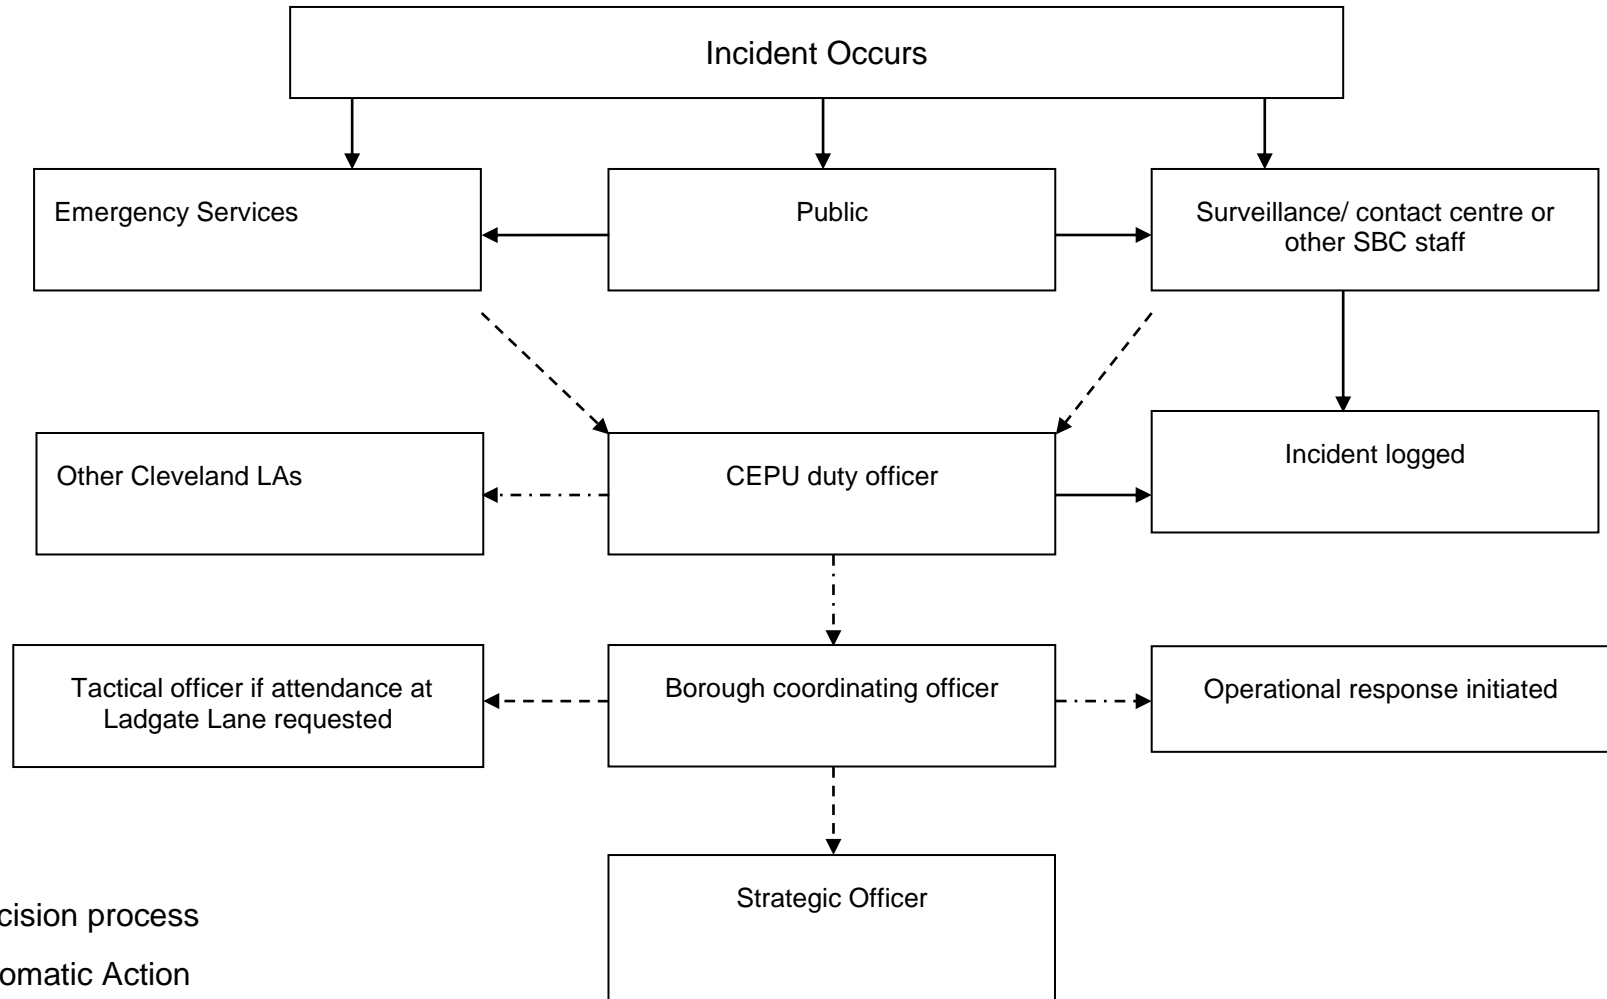 Incident Occurs
Emergency Services
Public
Surveillance/ contact centre or
other SBC staff
Other Cleveland LAs
CEPU duty officer
Incident logged
Tactical officer if attendance at
Ladgate Lane requested
Borough coordinating officer
Operational response initiated
Strategic Officer
cision process
omatic Action